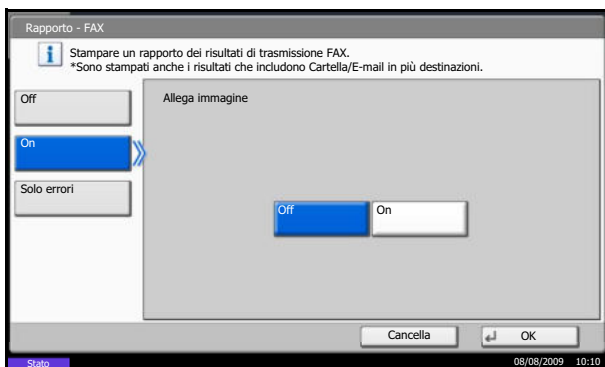 Rapporto - FAX
Stampare un rapporto dei risultati di trasmissione FAX.
*Sono stampati anche i risultati che includono Cartella/E-mail in più destinazioni.
Off
Allega immagine
On
Solo errori
Off
On
Cancella
OK
Stato
08/08/2009 10:10